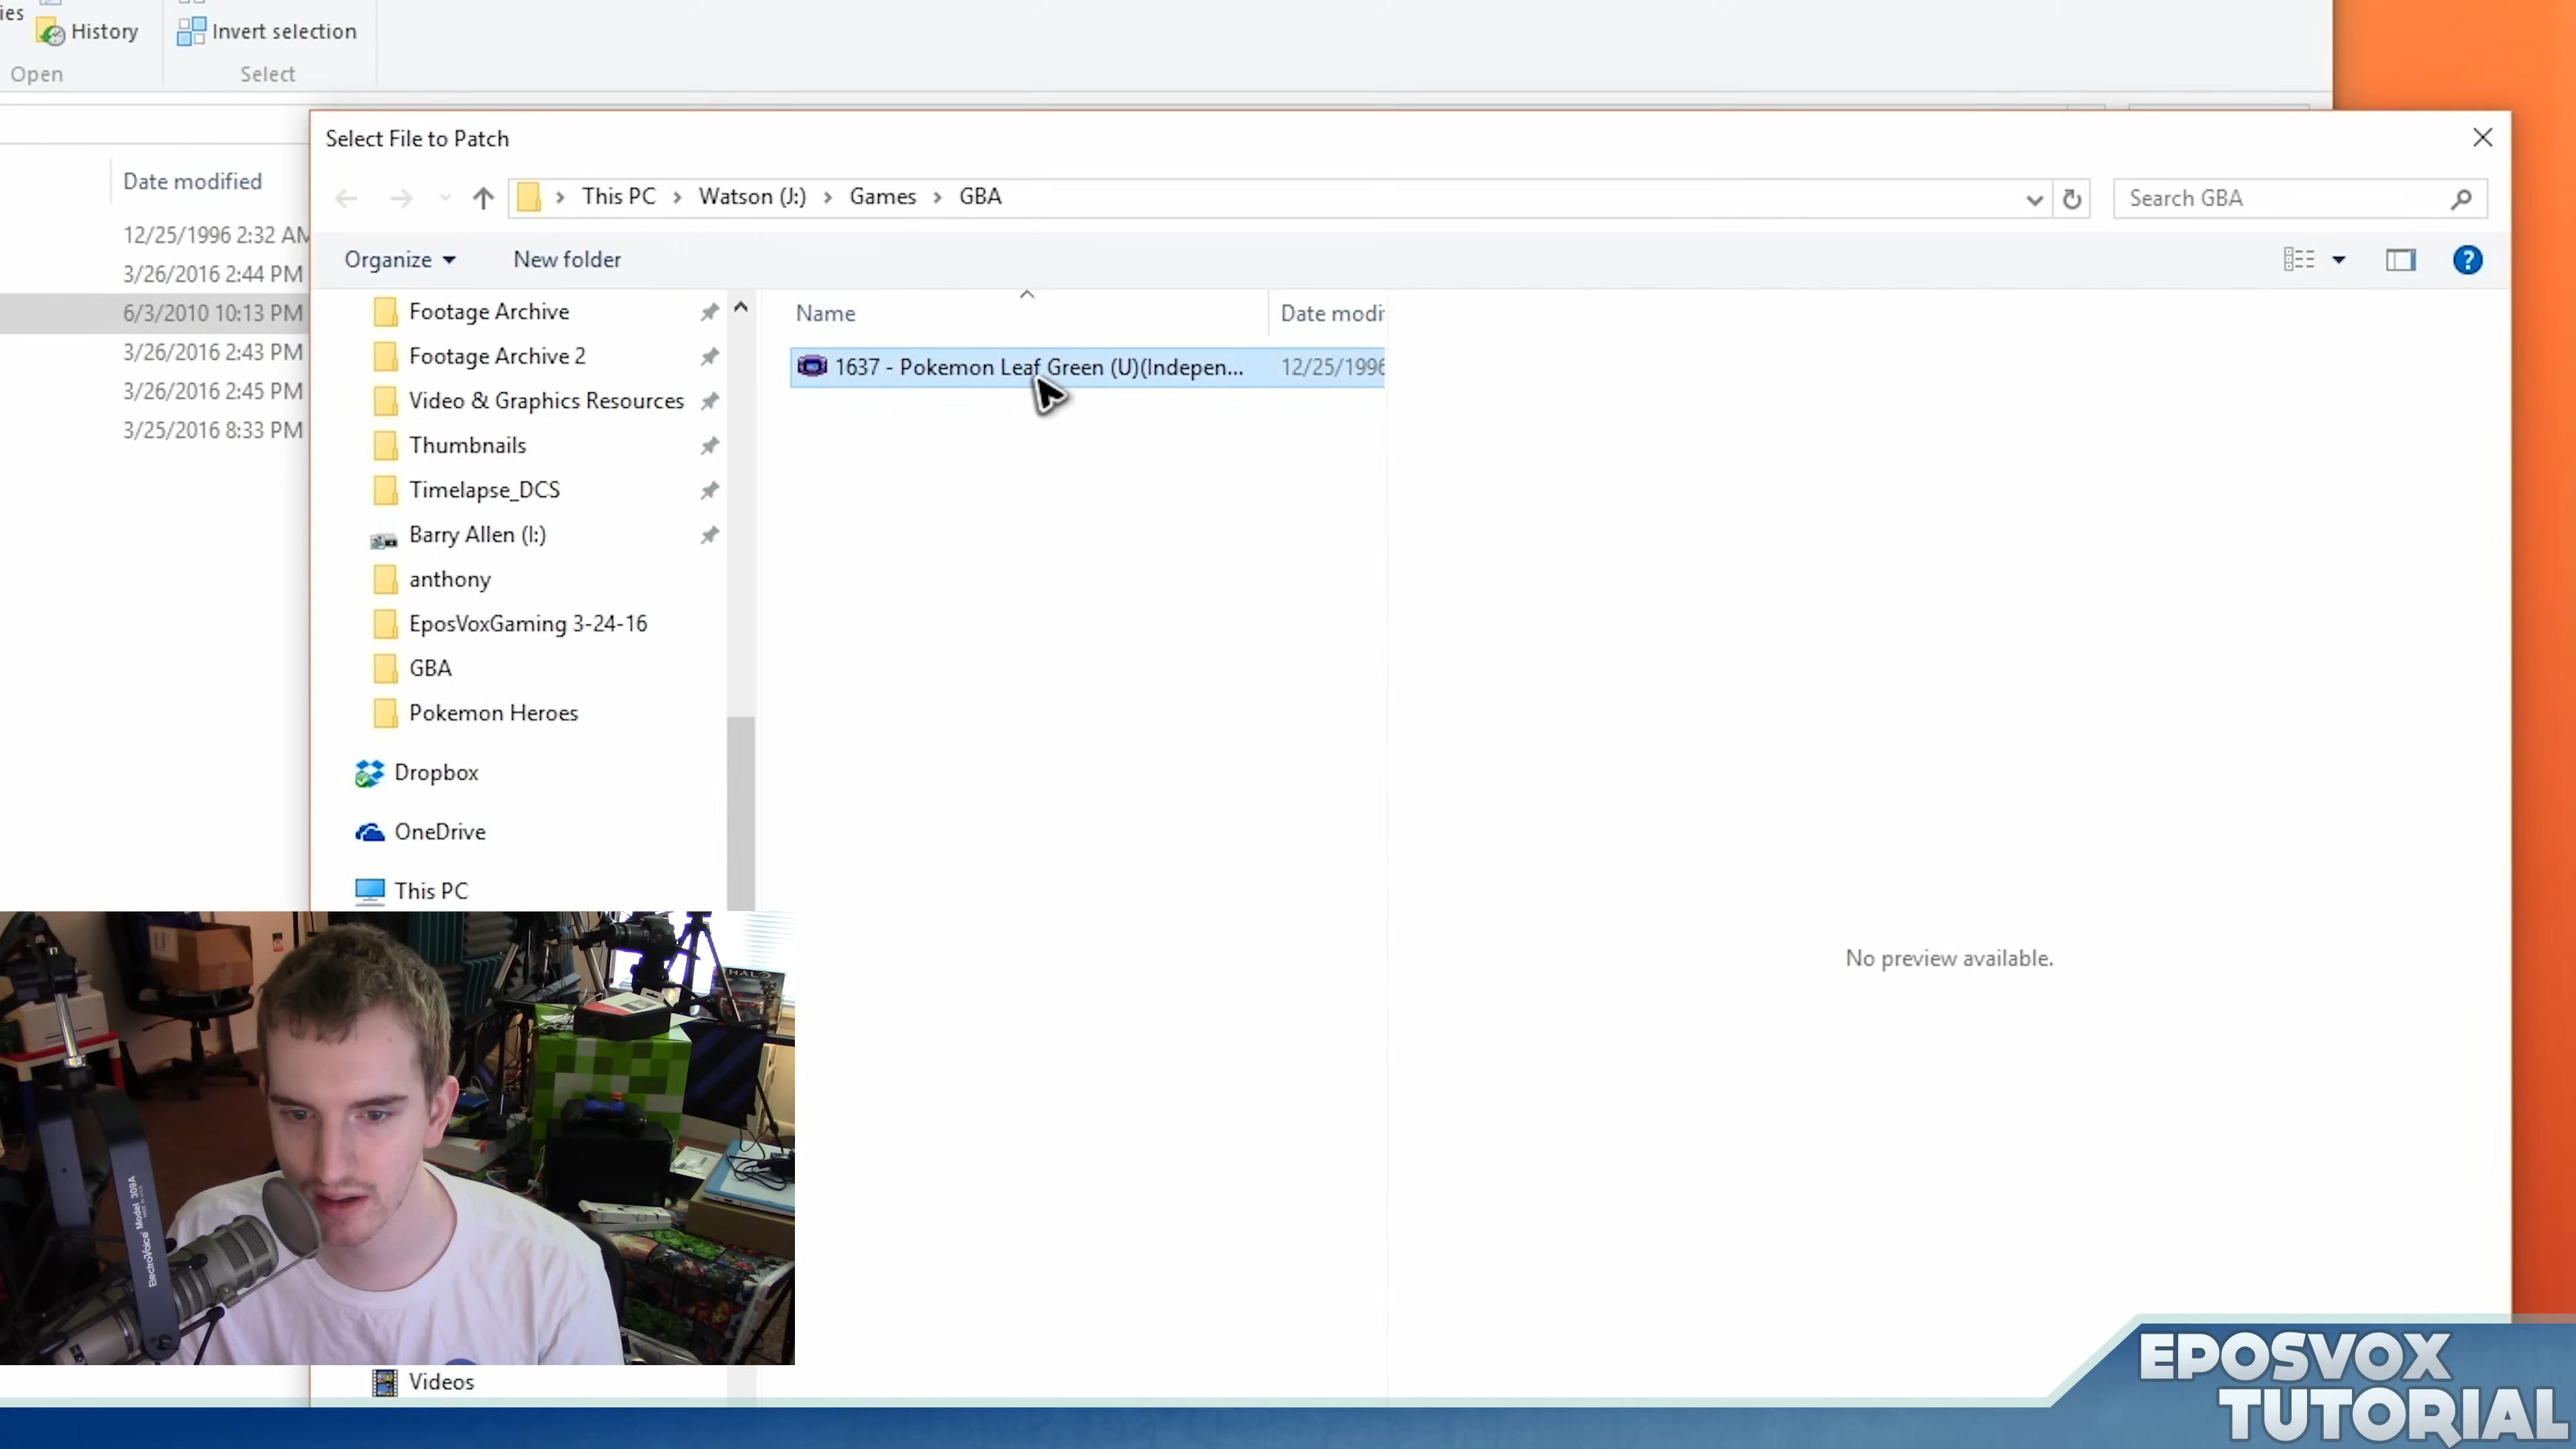 ies
History
Invert selection
Open
Select
Select File to Patch
This PC > Watson (J:) > Games > GBA
Search GBA
Organize
New folder
Date modified
12/25/1996 2:32 AM
3/26/2016 2:44 PM
6/3/2010 10:13 PM
3/26/2016 2:43 PM
3/26/2016 2:45 PM
3/25/2016 8:33 PM
Footage Archive
Footage Archive 2
Video & Graphics Resources
Thumbnails
Timelapse_DCS
Barry Allen (I:)
anthony
EposVoxGaming 3-24-16
GBA
Pokemon Heroes
Dropbox
OneDrive
This PC
Videos
Name
Date modi
1637 - Pokemon Leaf Green (U)(Indepen...
12/25/1996
No preview available.
HALO
ElectroVoice Model 309A
EPOSVOX
TUTORIAL